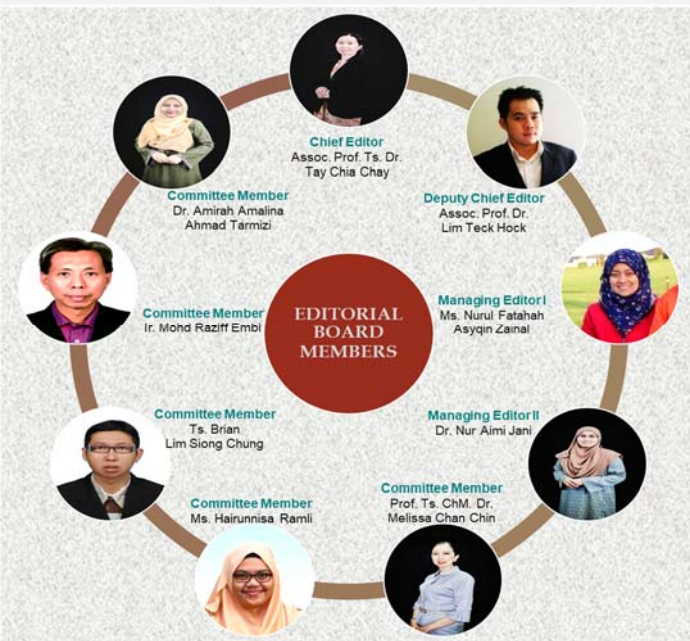 Chief Editor
Assoc. Prof. Ts. Dr.
Tay Chia Chay
Deputy Chief Editor
Assoc. Prof. Dr.
Lim Teck Hock
Managing Editor I
Ms. Nurul Fatahah
Asyqin Zainal
Managing Editor II
Dr. Nur Aimi Jani
Committee Member
Prof. Ts. ChM. Dr.
Melissa Chan Chin
Committee Member
Ms. Hairunnisa Ramli
Committee Member
Ts. Brian
Lim Siong Chung
Committee Member
Ir. Mohd Raziff Embi
Committee Member
Dr. Amirah Amalina
Ahmad Tarmizi
EDITORIAL
BOARD
MEMBERS